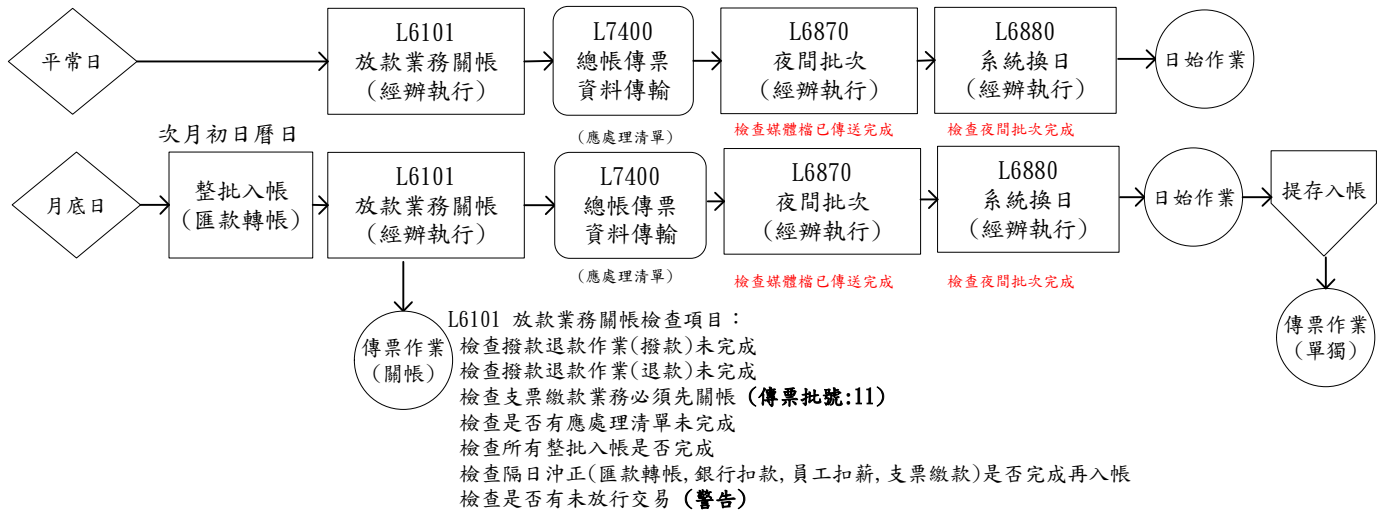 平常日
L6101
放款業務關帳
(經辦執行)
L7400
總帳傳票
資料傳輸
(應處理清單)
L6870
夜間批次
(經辦執行)
檢查媒體檔已傳送完成
L6880
系統換日
(經辦執行)
檢查夜間批次完成
日始作業
次月初日曆日
月底日
整批入帳
(匯款轉帳)
L6101
放款業務關帳
(經辦執行)
L7400
總帳傳票
資料傳輸
(應處理清單)
L6870
夜間批次
(經辦執行)
檢查媒體檔已傳送完成
L6880
系統換日
(經辦執行)
檢查夜間批次完成
日始作業
提存入帳
傳票作業
(關帳)
傳票作業
(單獨)
L6101 放款業務關帳檢查項目：
檢查撥款退款作業(撥款)未完成
檢查撥款退款作業(退款)未完成
檢查支票繳款業務必須先關帳 (傳票批號:11)
檢查是否有應處理清單未完成
檢查所有整批入帳是否完成
檢查隔日沖正(匯款轉帳,銀行扣款,員工扣薪,支票繳款)是否完成再入帳
檢查是否有未放行交易 (警告)